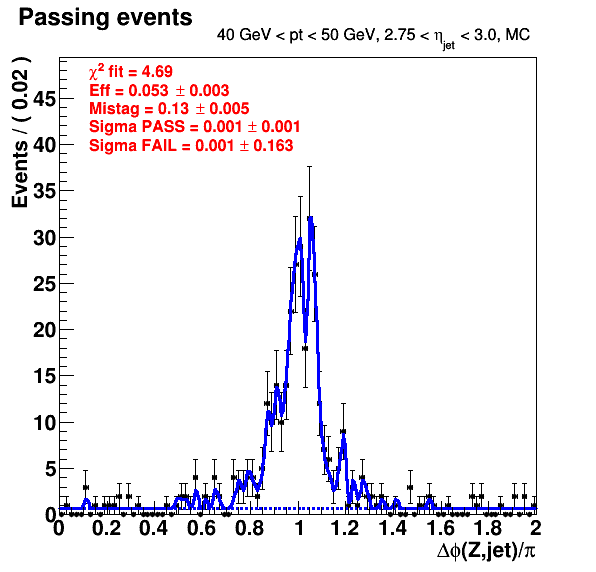 Passing events
40 GeV < pt < 50 GeV, 2.75 < ηjet < 3.0, MC
χ² fit = 4.69
Eff = 0.053 ± 0.003
Mistag = 0.13 ± 0.005
Sigma PASS = 0.001 ± 0.001
Sigma FAIL = 0.001 ± 0.163
Events / ( 0.02 )
45
40
35
30
25
20
15
10
5
0
0 0.2 0.4 0.6 0.8 1 1.2 1.4 1.6 1.8 2
Δϕ(Z,jet)/π